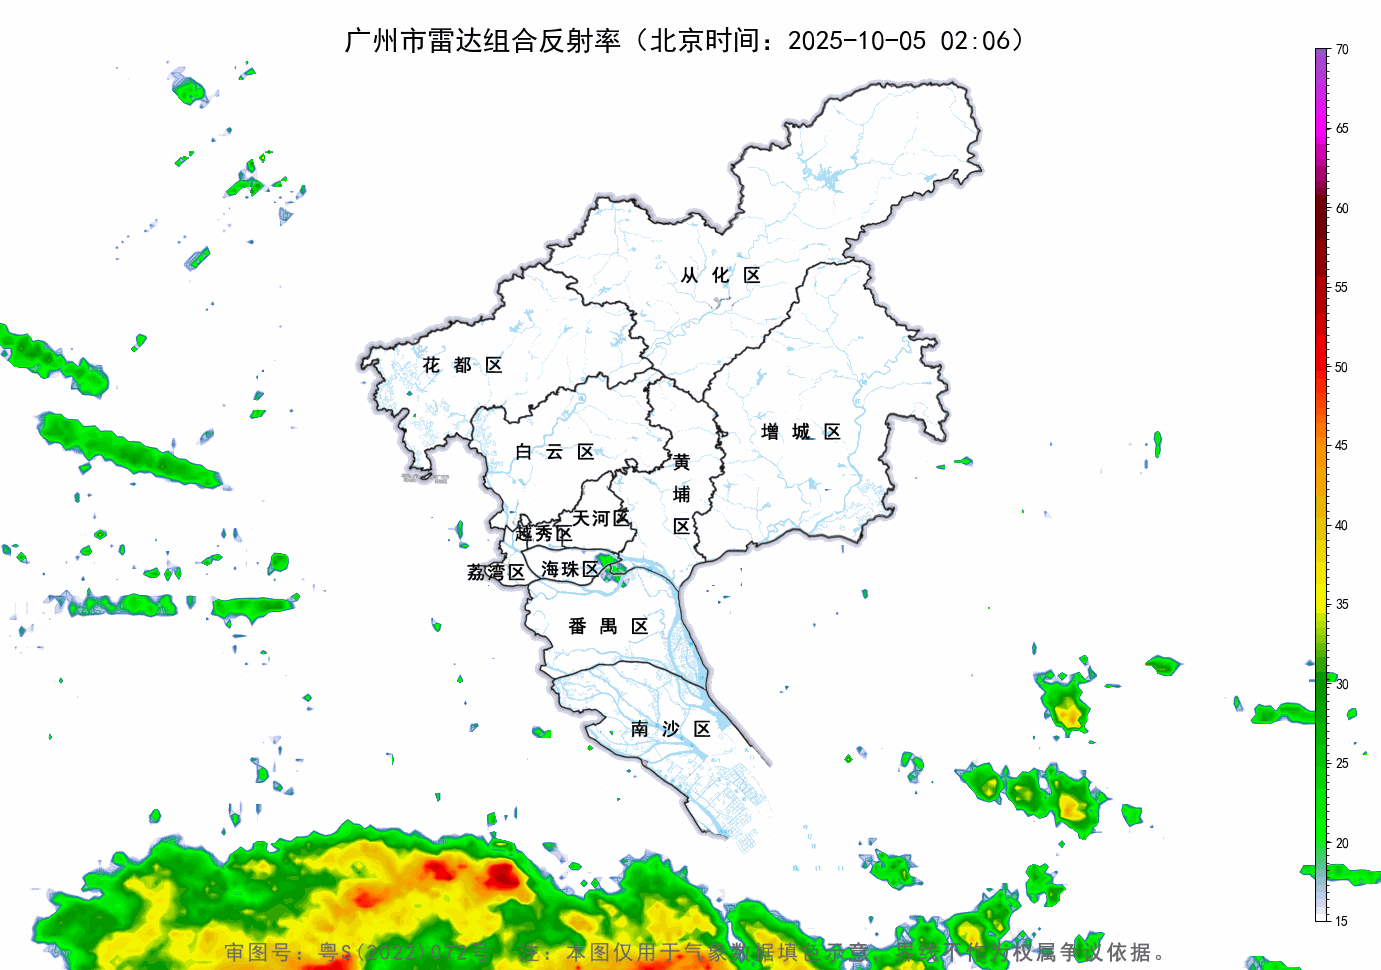 广州市雷达组合反射率（北京时间：2025-10-05 02:06）
70
65
60
55
50
45
40
35
30
25
20
15
从 化 区
花 都 区
增 城 区
白 云 区
黄
埔
区
天河区
越秀区
荔湾区
海珠区
番 禺 区
南 沙 区
审图号：粤S(2022)072号 注：本图仅用于气象数据填色示意，界线不作为权属争议依据。